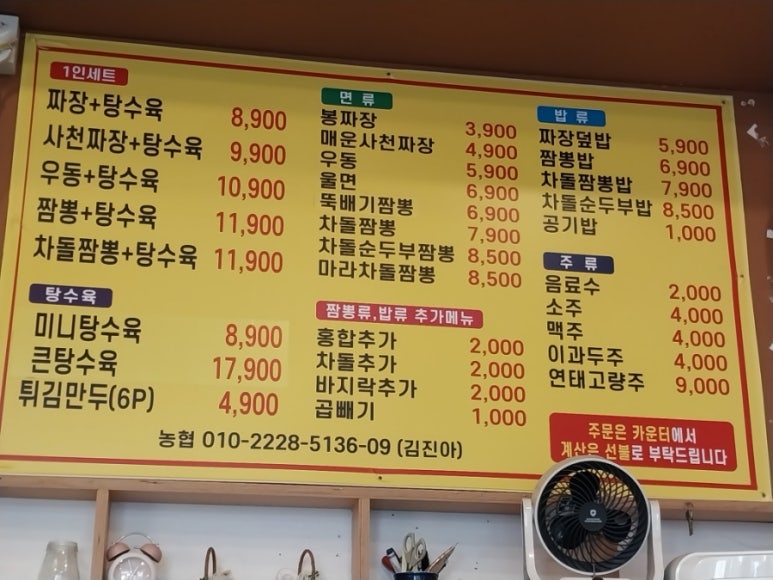 1인세트
짜장+탕수육 8,900
사천짜장+탕수육 9,900
우동+탕수육 10,900
짬뽕+탕수육 11,900
차돌짬뽕+탕수육 11,900
탕수육
미니탕수육 8,900
큰탕수육 17,900
튀김만두(6P) 4,900
면 류
봉짜장 3,900
매운사천짜장 4,900
우동 5,900
울면 6,900
뚝배기짬뽕 6,900
차돌짬뽕 7,900
차돌순두부짬뽕 8,500
마라차돌짬뽕 8,500
짬뽕류,밥류 추가메뉴
홍합추가 2,000
차돌추가 2,000
바지락추가 2,000
곱빼기 1,000
밥 류
짜장덮밥 5,900
짬뽕밥 6,900
차돌짬뽕밥 7,900
차돌순두부밥 8,500
공기밥 1,000
주 류
음료수 2,000
소주 4,000
맥주 4,000
이과두주 4,000
연태고량주 9,000
주문은 카운터에서
계산은 선불로 부탁드립니다
농협 010-2228-5136-09 (김진아)